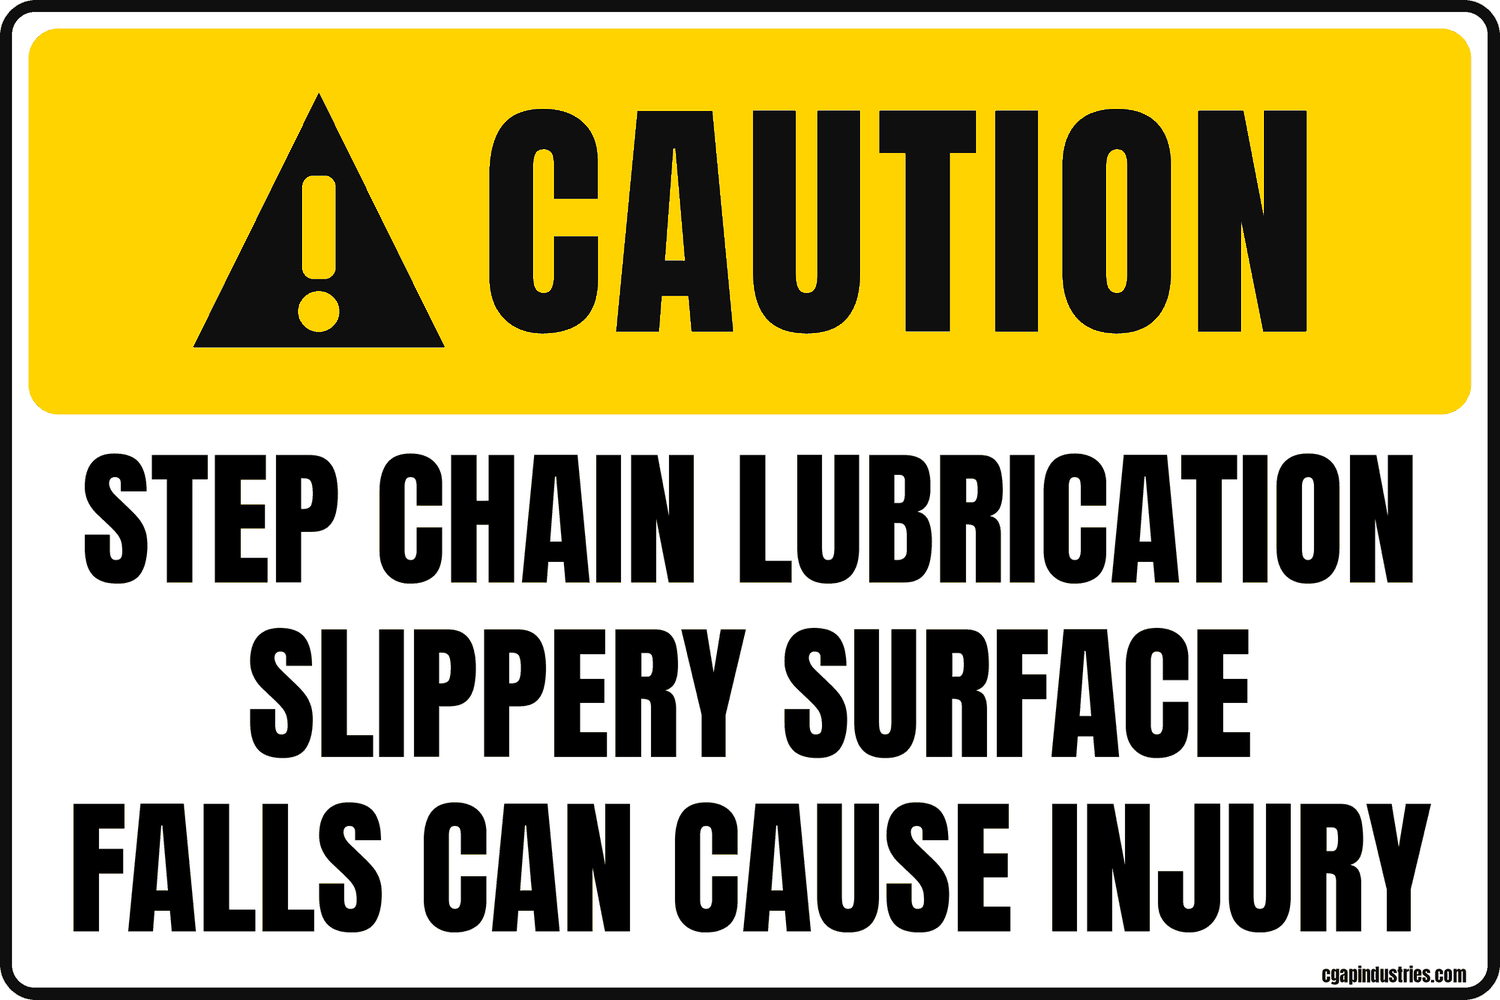 CAUTION
STEP CHAIN LUBRICATION
SLIPPERY SURFACE
FALLS CAN CAUSE INJURY
cgapindustries.com